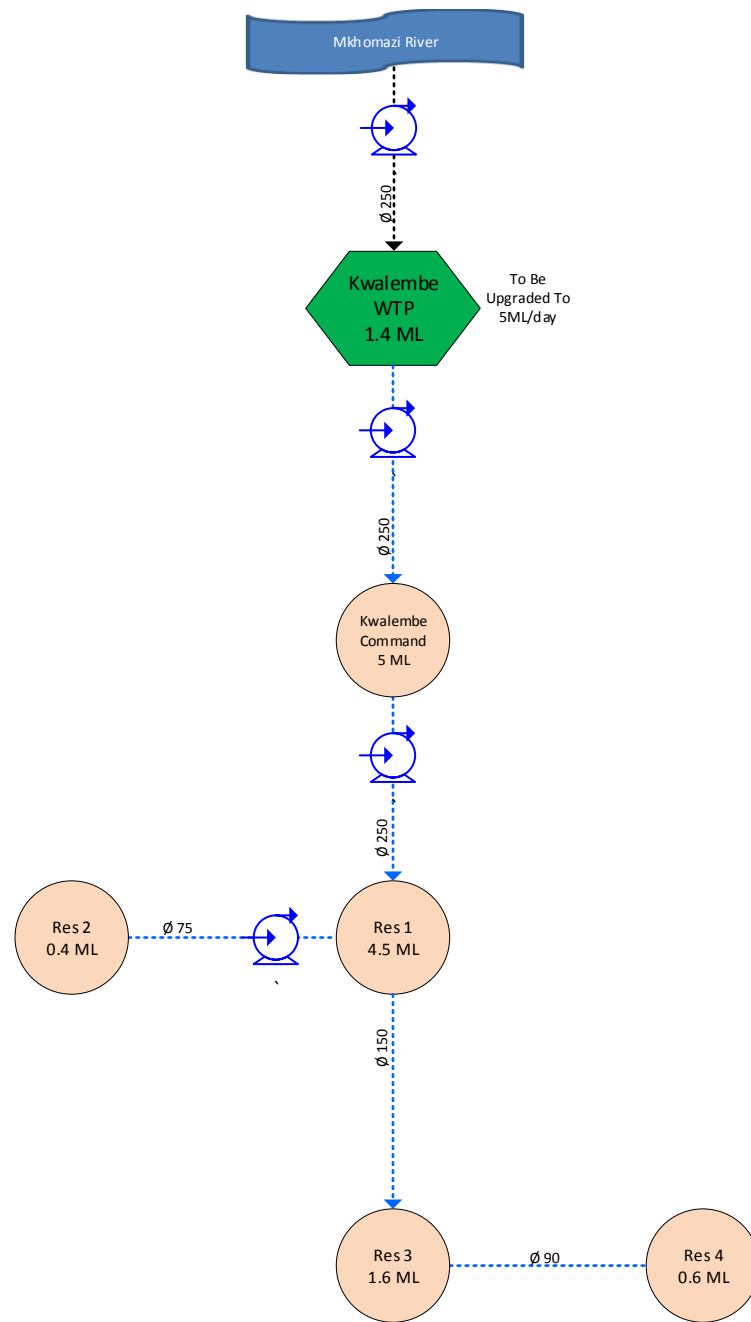 Mkhomazi River
Ø 250
Kwalembe
WTP
1.4 ML
To Be
Upgraded To
5ML/day
`
Ø 250
Kwalembe
Command
5 ML
`
Ø 250
Res 2
0.4 ML
Ø 75
`
Res 1
4.5 ML
Ø 150
Res 3
1.6 ML
Ø 90
Res 4
0.6 ML